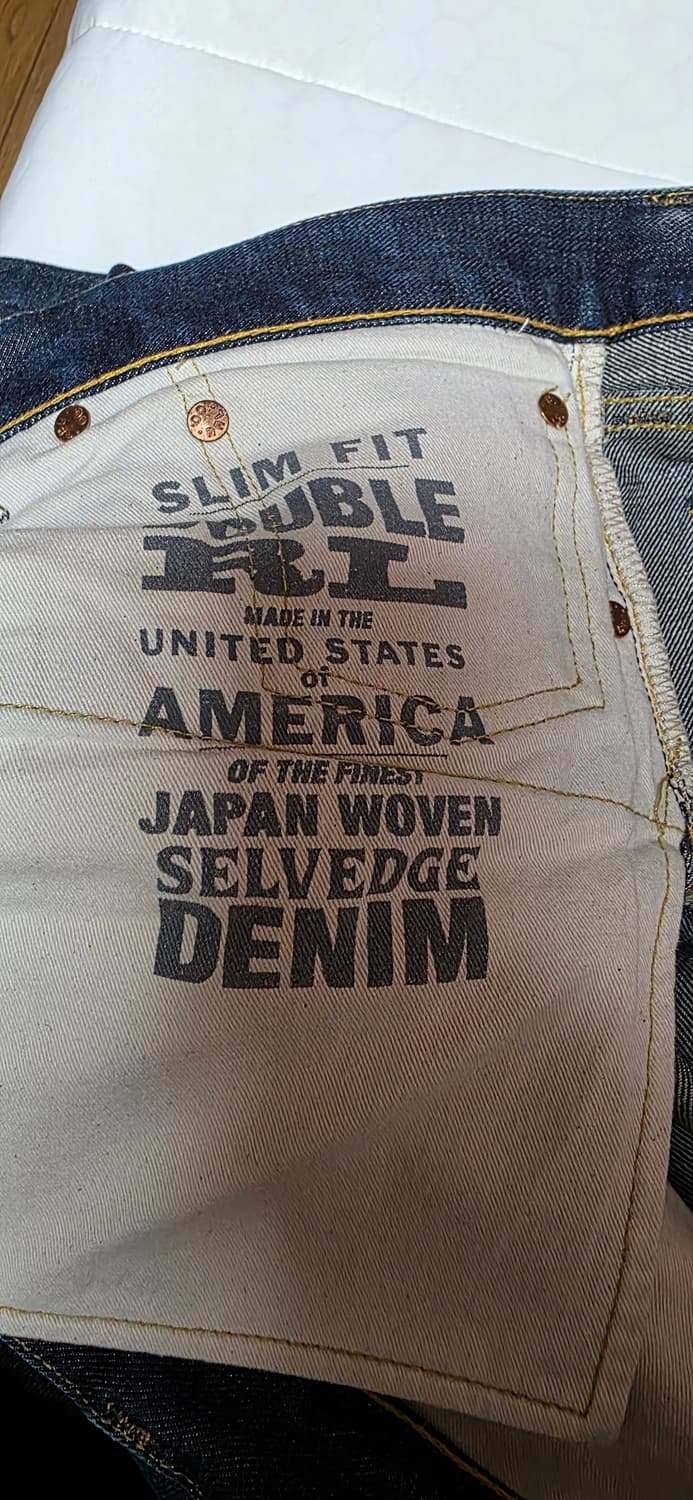 SLIM FIT
DOUBLE
RL
MADE IN THE
UNITED STATES
of
AMERICA
OF THE FINEST
JAPAN WOVEN
SELVEDGE
DENIM